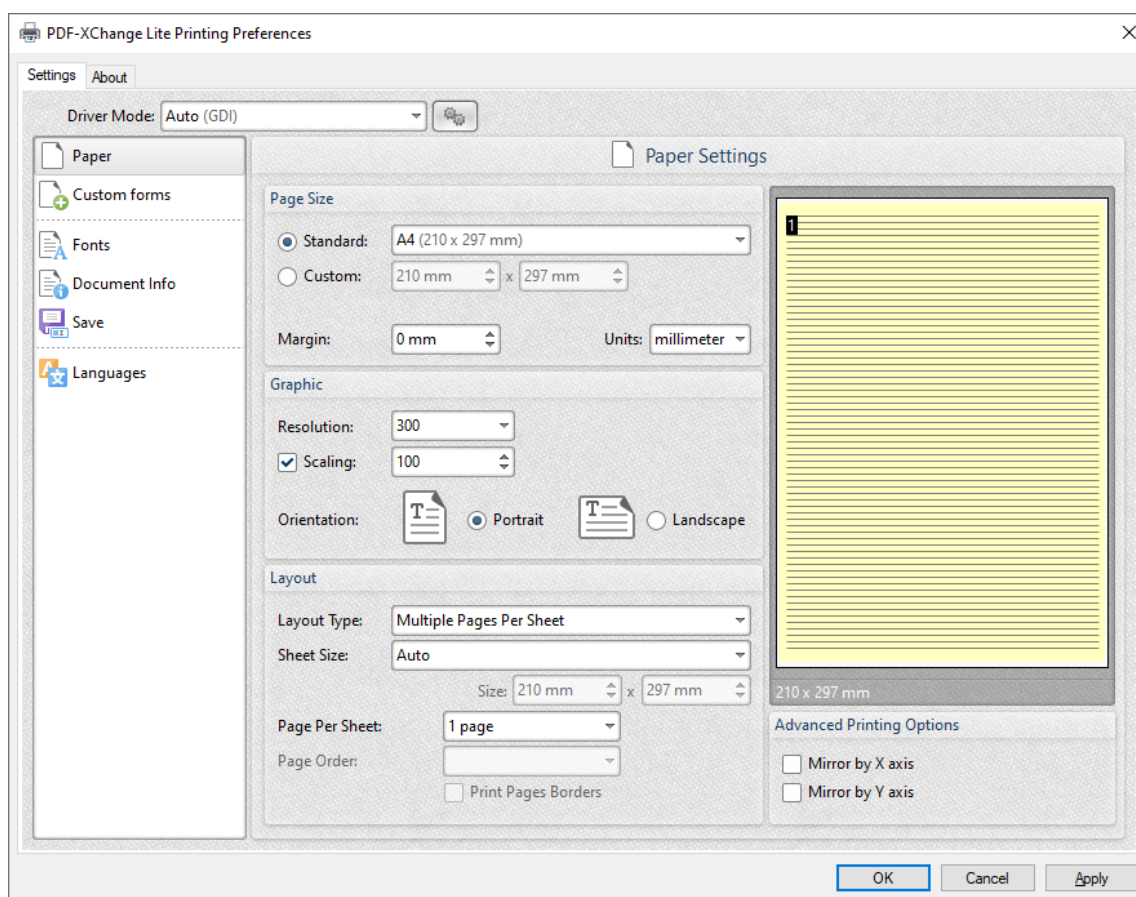 PDF-XChange Lite Printing Preferences
Settings About
Driver Mode: Auto (GDI)
Paper
Custom forms
Fonts
Document Info
Save
Languages
Paper Settings
Page Size
Standard: A4 (210 x 297 mm)
Custom: 210 mm x 297 mm
Margin: 0 mm Units: millimeter
Graphic
Resolution: 300
Scaling: 100
Orientation: Portrait Landscape
Layout
Layout Type: Multiple Pages Per Sheet
Sheet Size: Auto
Size: 210 mm x 297 mm
Page Per Sheet: 1 page
Page Order:
Print Pages Borders
1
210 x 297 mm
Advanced Printing Options
Mirror by X axis
Mirror by Y axis
OK Cancel Apply